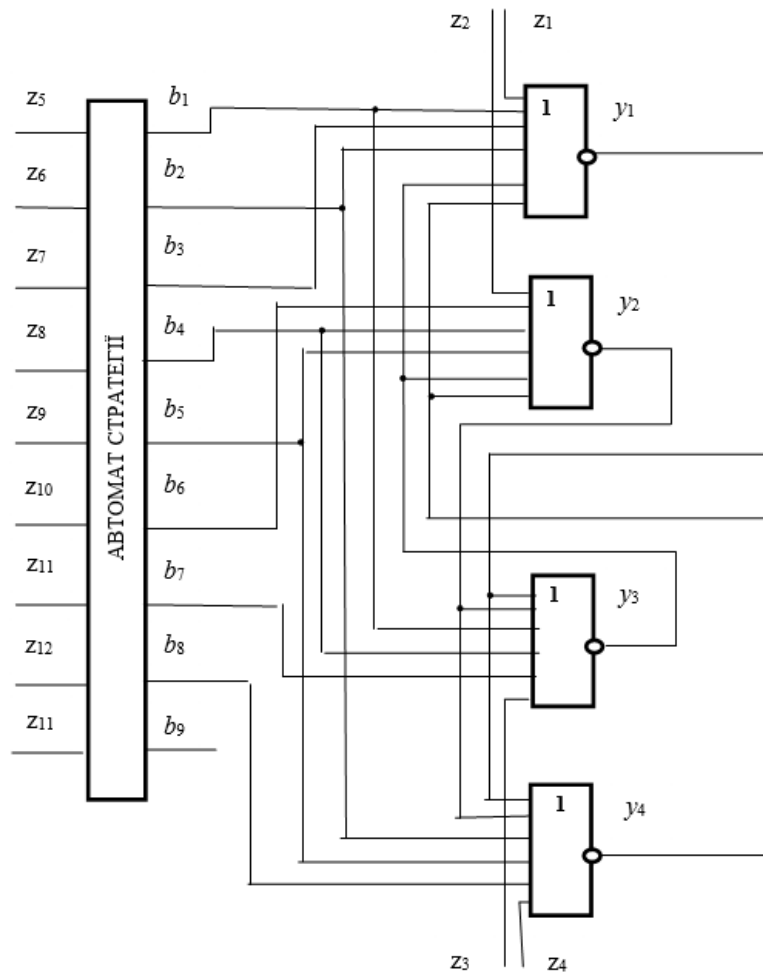 z2 z1
z5 b1 1 y1
z6 b2
z7 b3
z8 b4 1 y2
z9 b5
z10 b6
АВТОМАТ СТРАТЕГІЇ
z11 b7 1 y3
z12 b8
z11 b9
1 y4
z3 z4